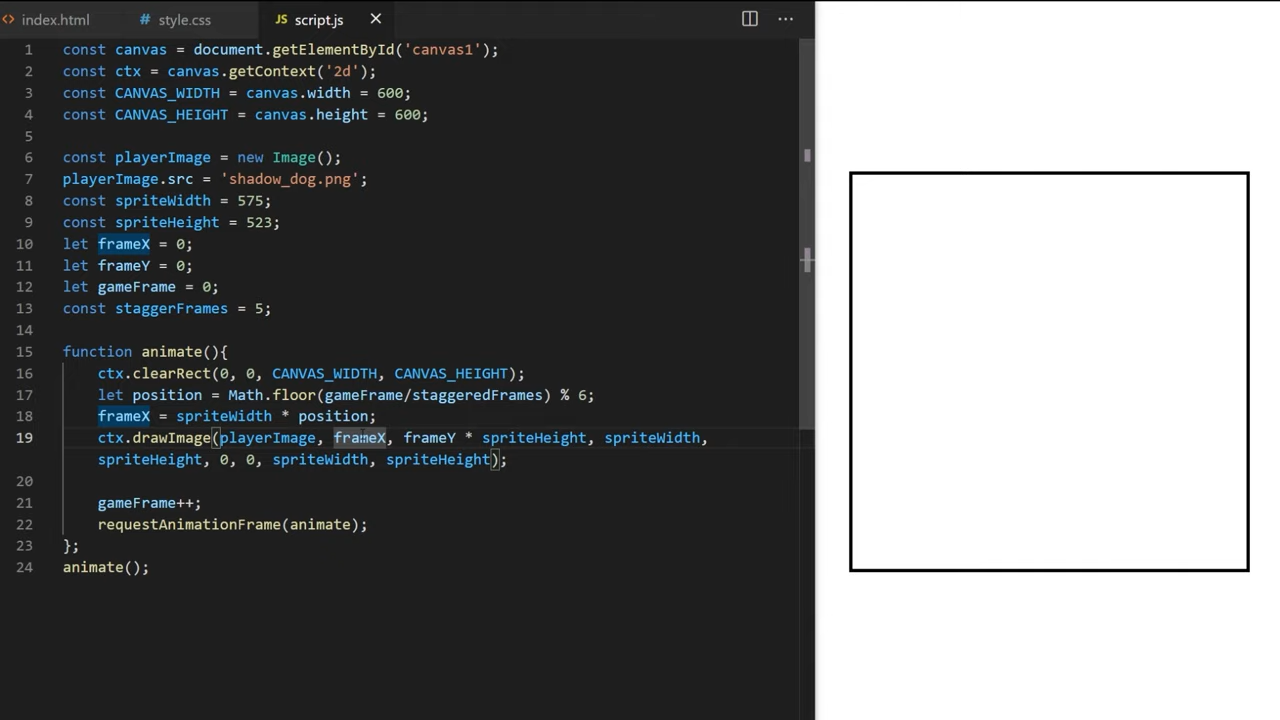 index.html
# style.css
JS script.js
1 const canvas = document.getElementById('canvas1');
2 const ctx = canvas.getContext('2d');
3 const CANVAS_WIDTH = canvas.width = 600;
4 const CANVAS_HEIGHT = canvas.height = 600;
5
6 const playerImage = new Image();
7 playerImage.src = 'shadow_dog.png';
8 const spriteWidth = 575;
9 const spriteHeight = 523;
10 let frameX = 0;
11 let frameY = 0;
12 let gameFrame = 0;
13 const staggerFrames = 5;
14
15 function animate(){
16 ctx.clearRect(0, 0, CANVAS_WIDTH, CANVAS_HEIGHT);
17 let position = Math.floor(gameFrame/staggeredFrames) % 6;
18 frameX = spriteWidth * position;
19 ctx.drawImage(playerImage, frameX, frameY * spriteHeight, spriteWidth,
spriteHeight, 0, 0, spriteWidth, spriteHeight);
20
21 gameFrame++;
22 requestAnimationFrame(animate);
23 };
24 animate();